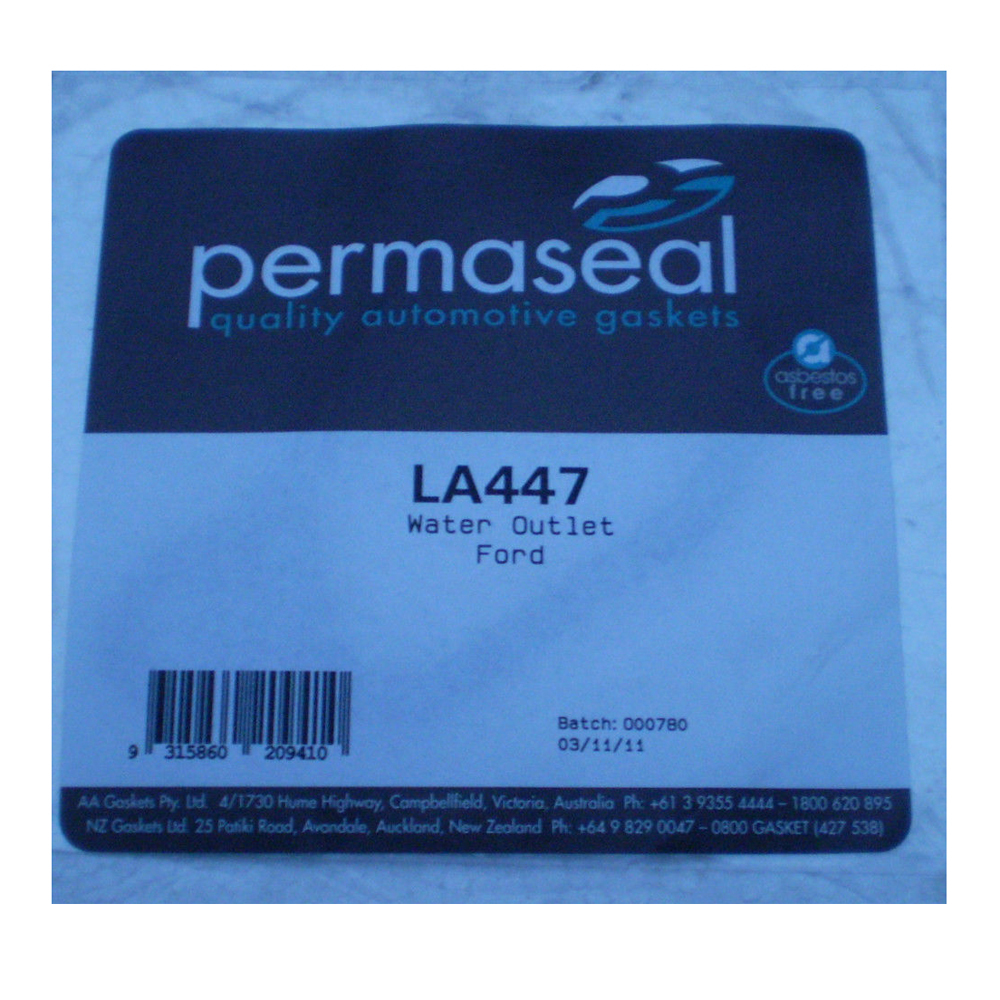 permaseal
quality automotive gaskets
asbestos
free
LA447
Water Outlet
Ford
Batch: 000780
03/11/11
9 315860 209410
AA Gaskets Pty. Ltd. 4/1730 Hume Highway, Campbellfield, Victoria, Australia Ph: +61 3 9355 4444 – 1800 620 895
NZ Gaskets Ltd. 25 Patiki Road, Avondale, Auckland, New Zealand Ph: +64 9 829 0047 – 0800 GASKET (427 538)